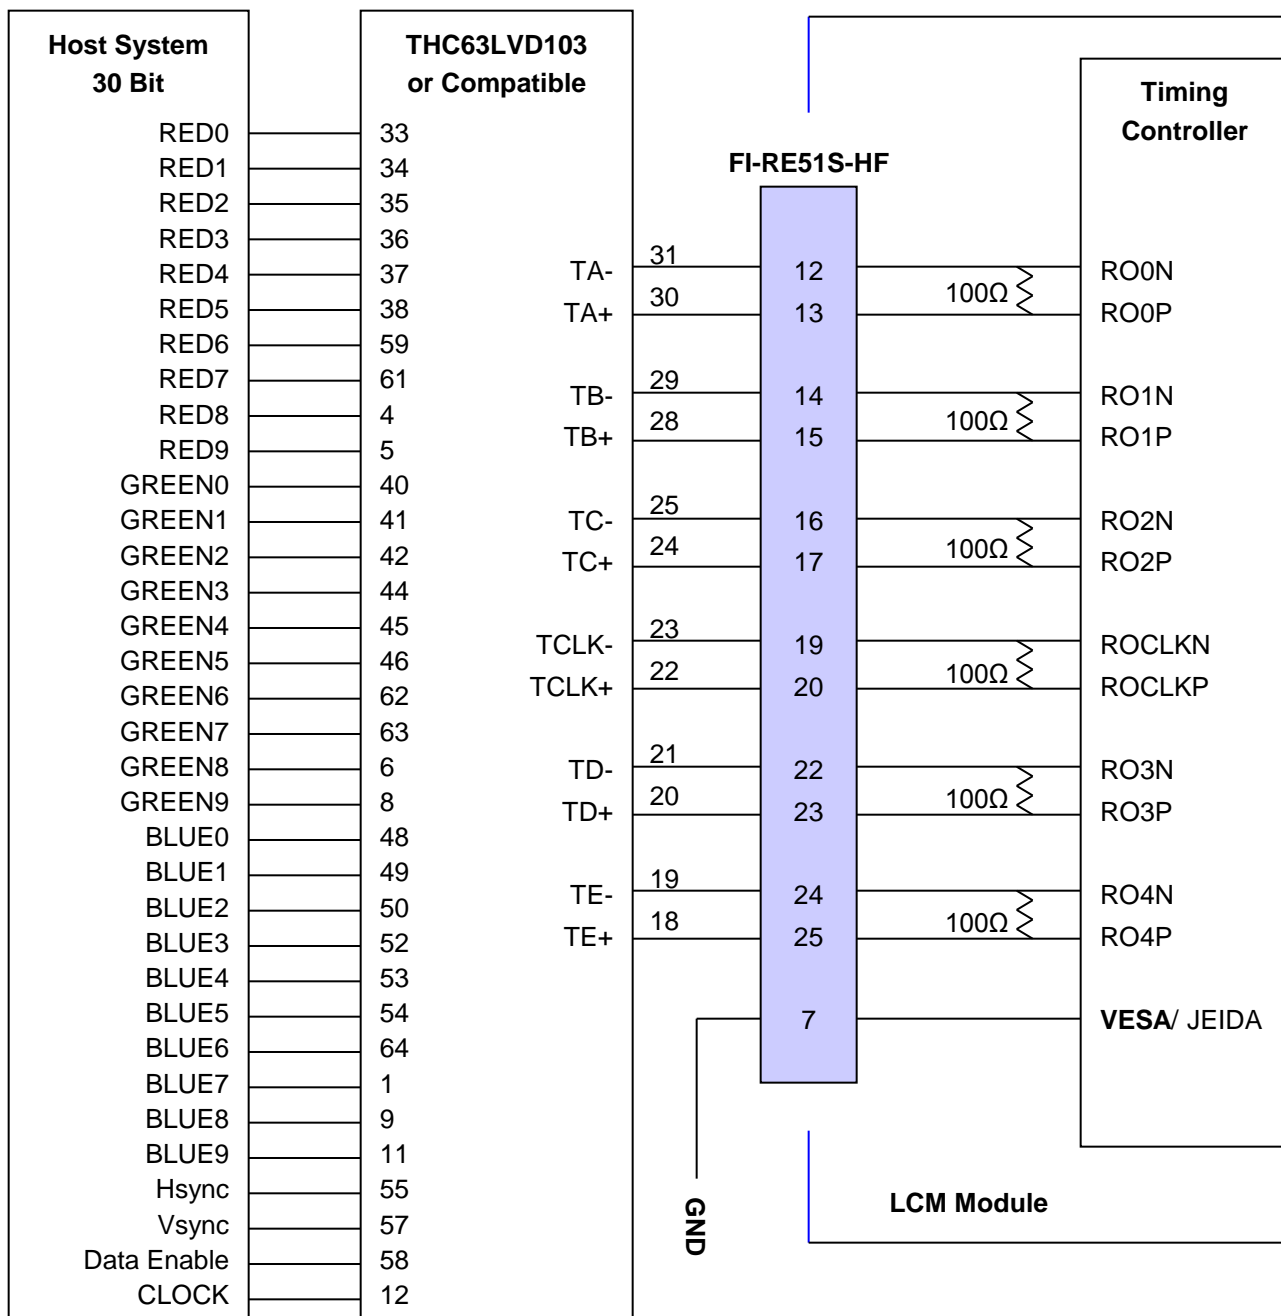 Host System
30 Bit
THC63LVD103
or Compatible
Timing
Controller
FI-RE51S-HF
RED0 33
RED1 34
RED2 35
RED3 36
RED4 37
RED5 38
RED6 59
RED7 61
RED8 4
RED9 5
GREEN0 40
GREEN1 41
GREEN2 42
GREEN3 44
GREEN4 45
GREEN5 46
GREEN6 62
GREEN7 63
GREEN8 6
GREEN9 8
BLUE0 48
BLUE1 49
BLUE2 50
BLUE3 52
BLUE4 53
BLUE5 54
BLUE6 64
BLUE7 1
BLUE8 9
BLUE9 11
Hsync 55
Vsync 57
Data Enable 58
CLOCK 12
TA- 31 12 RO0N
100Ω
TA+ 30 13 RO0P
TB- 29 14 RO1N
100Ω
TB+ 28 15 RO1P
TC- 25 16 RO2N
100Ω
TC+ 24 17 RO2P
TCLK- 23 19 ROCLKN
100Ω
TCLK+ 22 20 ROCLKP
TD- 21 22 RO3N
100Ω
TD+ 20 23 RO3P
TE- 19 24 RO4N
100Ω
TE+ 18 25 RO4P
7 VESA/ JEIDA
GND
LCM Module